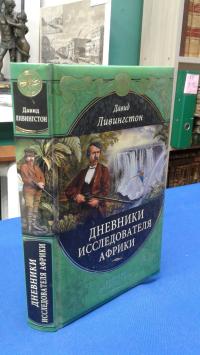 Давид
ЛИВИНГСТОН
ДНЕВНИКИ
ИССЛЕДОВАТЕЛЯ АФРИКИ
Давид
Ливингстон
ДНЕВНИКИ
ИССЛЕДОВАТЕЛЯ
АФРИКИ